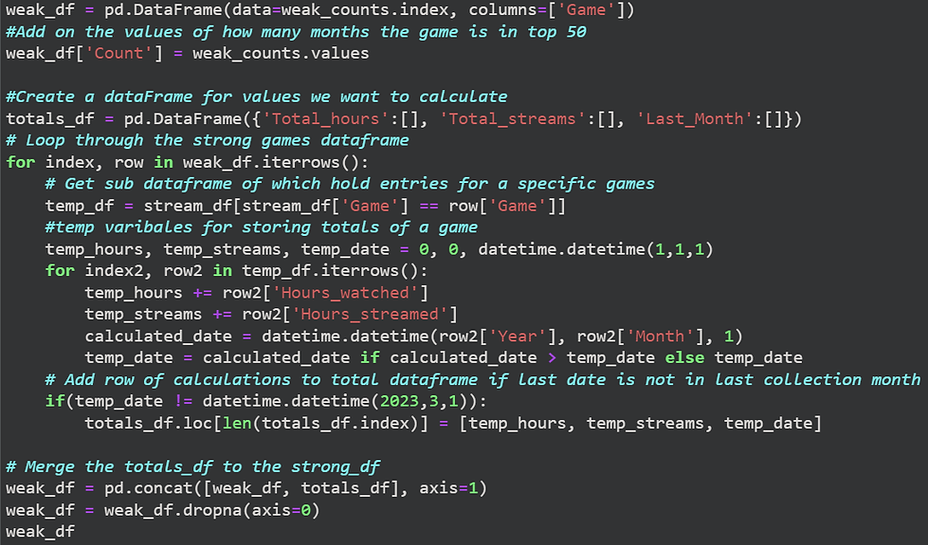 weak_df = pd.DataFrame(data=weak_counts.index, columns=['Game'])
#Add on the values of how many months the game is in top 50
weak_df['Count'] = weak_counts.values

#Create a dataFrame for values we want to calculate
totals_df = pd.DataFrame({'Total_hours':[], 'Total_streams':[], 'Last_Month':[]})
# Loop through the strong games dataframe
for index, row in weak_df.iterrows():
    # Get sub dataframe of which hold entries for a specific games
    temp_df = stream_df[stream_df['Game'] == row['Game']]
    #temp varibales for storing totals of a game
    temp_hours, temp_streams, temp_date = 0, 0, datetime.datetime(1,1,1)
    for index2, row2 in temp_df.iterrows():
        temp_hours += row2['Hours_watched']
        temp_streams += row2['Hours_streamed']
        calculated_date = datetime.datetime(row2['Year'], row2['Month'], 1)
        temp_date = calculated_date if calculated_date > temp_date else temp_date
    # Add row of calculations to total dataframe if last date is not in last collection month
    if(temp_date != datetime.datetime(2023,3,1)):
        totals_df.loc[len(totals_df.index)] = [temp_hours, temp_streams, temp_date]

# Merge the totals_df to the strong_df
weak_df = pd.concat([weak_df, totals_df], axis=1)
weak_df = weak_df.dropna(axis=0)
weak_df